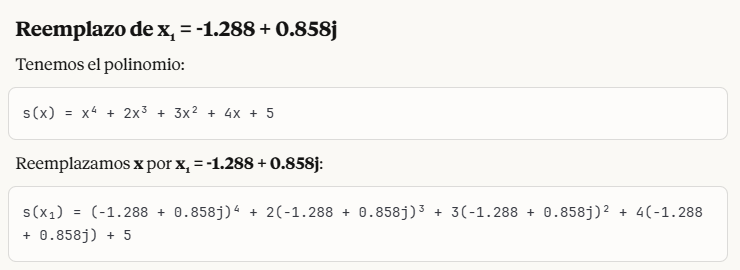 Reemplazo de x₁ = -1.288 + 0.858j
Tenemos el polinomio:
s(x) = x⁴ + 2x³ + 3x² + 4x + 5
Reemplazamos x por x₁ = -1.288 + 0.858j:
s(x₁) = (-1.288 + 0.858j)⁴ + 2(-1.288 + 0.858j)³ + 3(-1.288 + 0.858j)² + 4(-1.288
+ 0.858j) + 5